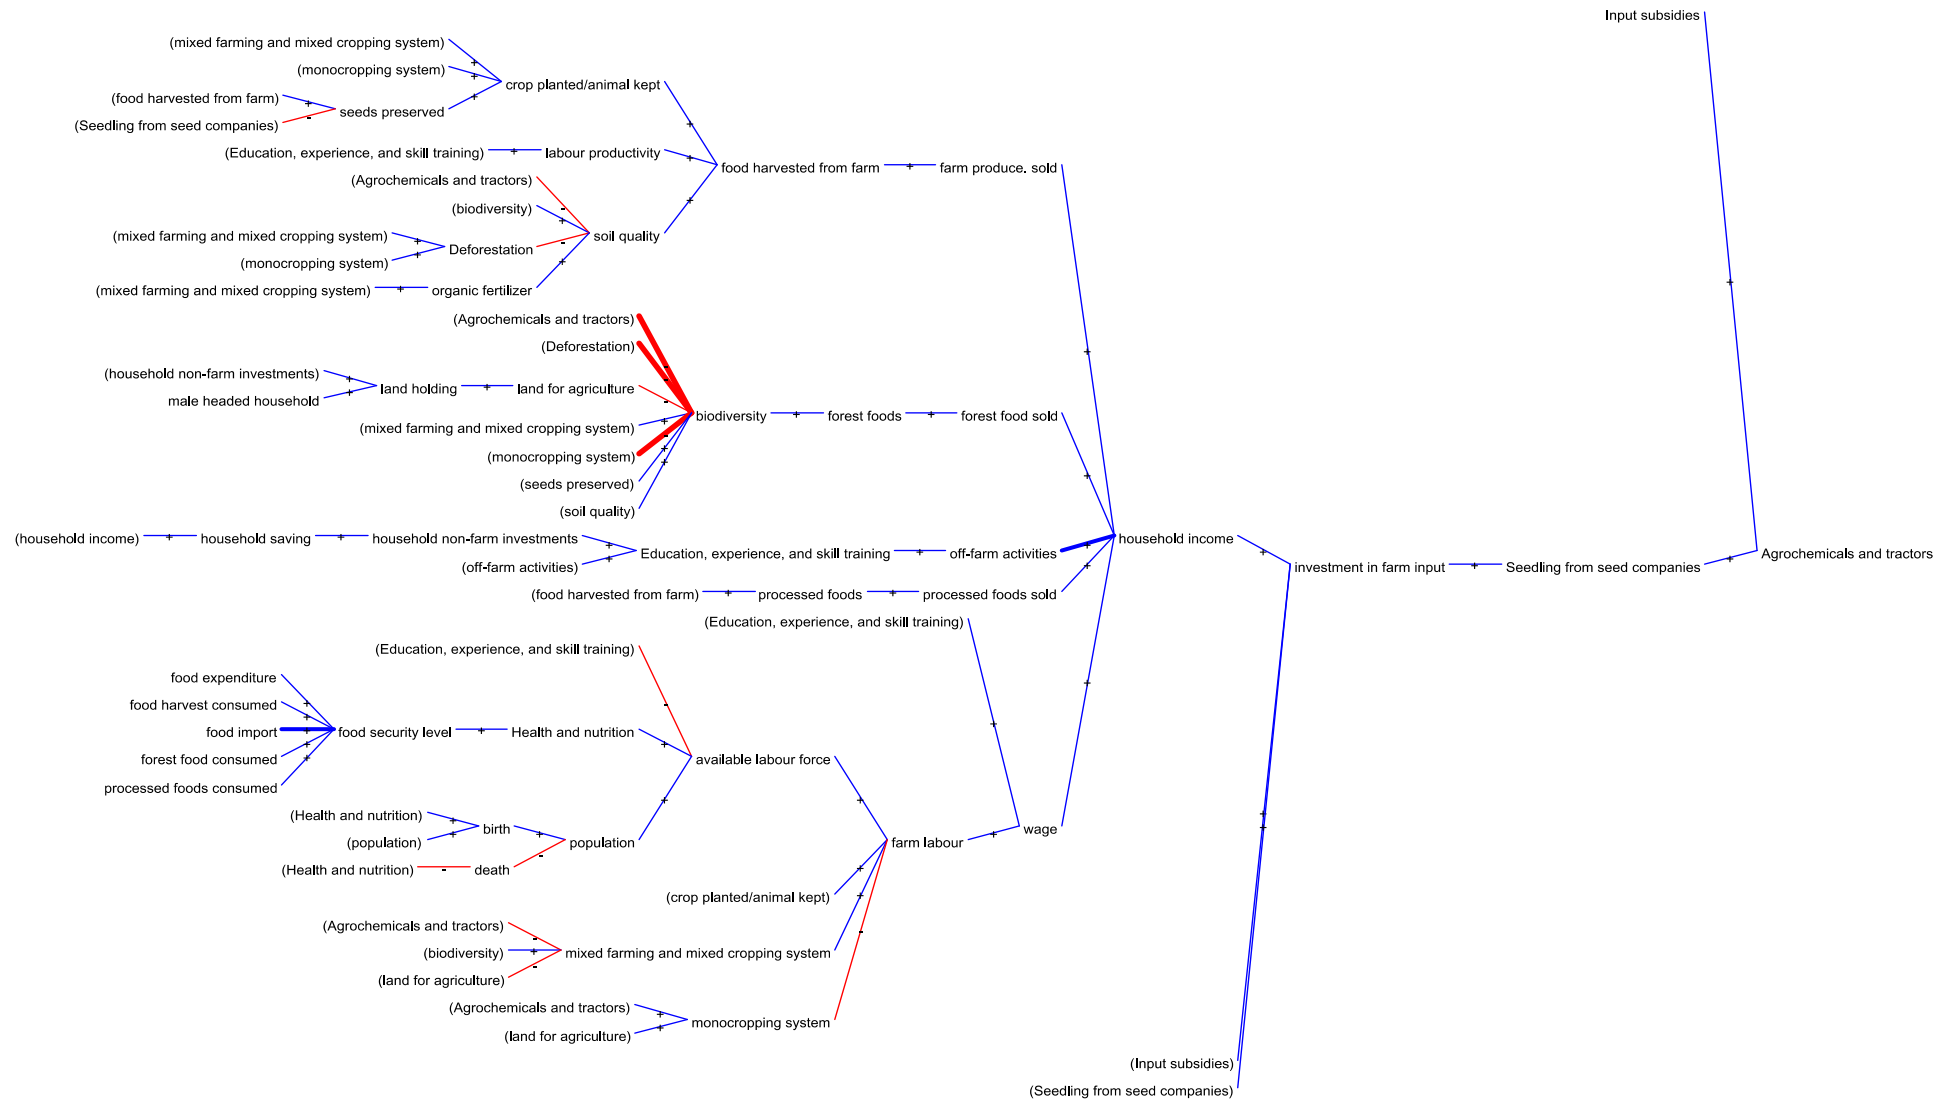 Input subsidies
(mixed farming and mixed cropping system)
(monocropping system)
crop planted/animal kept
(food harvested from farm)
seeds preserved
(Seedling from seed companies)
(Education, experience, and skill training)
labour productivity
food harvested from farm
farm produce. sold
(Agrochemicals and tractors)
(biodiversity)
soil quality
(mixed farming and mixed cropping system)
Deforestation
(monocropping system)
(mixed farming and mixed cropping system)
organic fertilizer
(Agrochemicals and tractors)
(Deforestation)
(household non-farm investments)
land holding
land for agriculture
male headed household
biodiversity
forest foods
forest food sold
(mixed farming and mixed cropping system)
(monocropping system)
(seeds preserved)
(soil quality)
(household income)
household saving
household non-farm investments
Education, experience, and skill training
off-farm activities
household income
(off-farm activities)
investment in farm input
Seedling from seed companies
Agrochemicals and tractors
(food harvested from farm)
processed foods
processed foods sold
(Education, experience, and skill training)
(Education, experience, and skill training)
food expenditure
food harvest consumed
food import
food security level
Health and nutrition
forest food consumed
available labour force
processed foods consumed
(Health and nutrition)
birth
(population)
population
(Health and nutrition)
death
farm labour
wage
(crop planted/animal kept)
(Agrochemicals and tractors)
(biodiversity)
mixed farming and mixed cropping system
(land for agriculture)
(Agrochemicals and tractors)
monocropping system
(land for agriculture)
(Input subsidies)
(Seedling from seed companies)